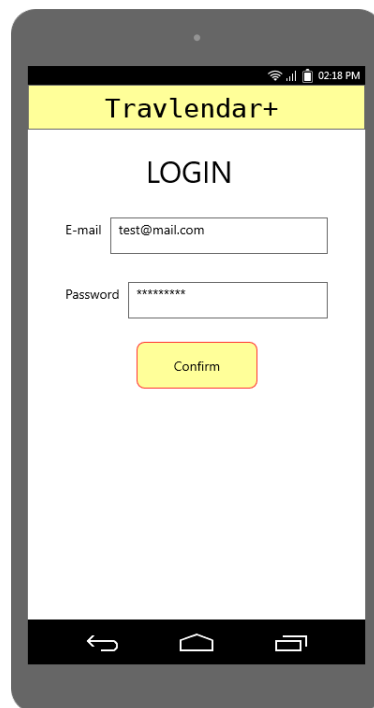 02:18 PM
Travlendar+
LOGIN
E-mail test@mail.com
Password *********
Confirm